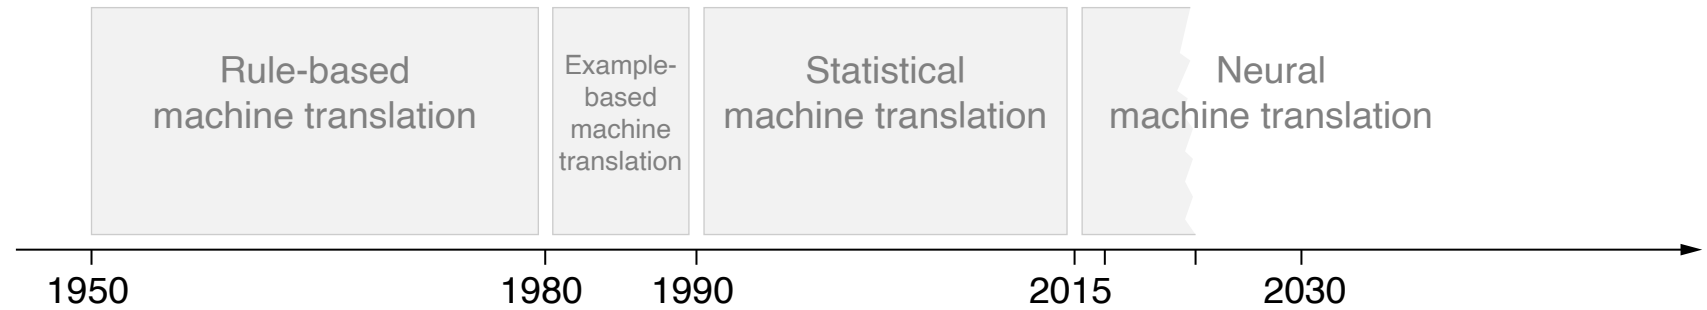 Rule-based
machine translation
Example-
based
machine
translation
Statistical
machine translation
Neural
machine translation
1950
1980
1990
2015
2030